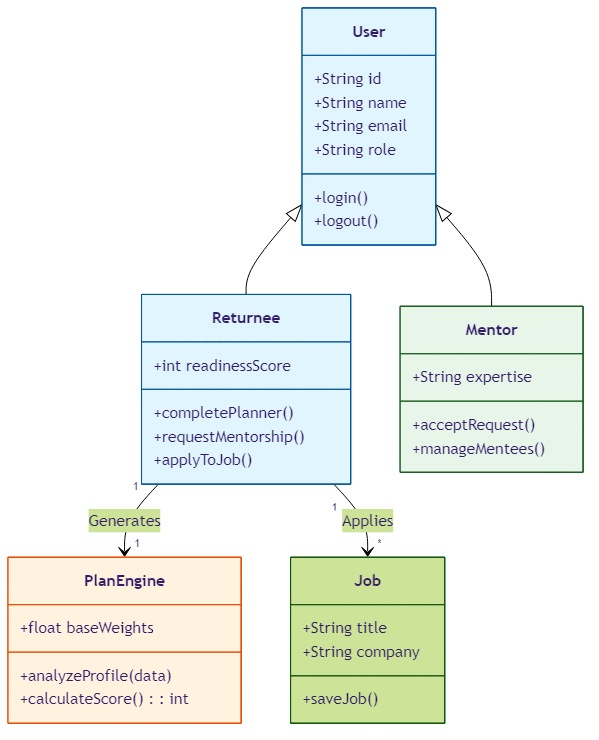 User
+String id
+String name
+String email
+String role
+login()
+logout()
Returnee
+int readinessScore
+completePlanner()
+requestMentorship()
+applyToJob()
Mentor
+String expertise
+acceptRequest()
+manageMentees()
1
Generates
1
1
Applies
*
PlanEngine
+float baseWeights
+analyzeProfile(data)
+calculateScore() : : int
Job
+String title
+String company
+saveJob()